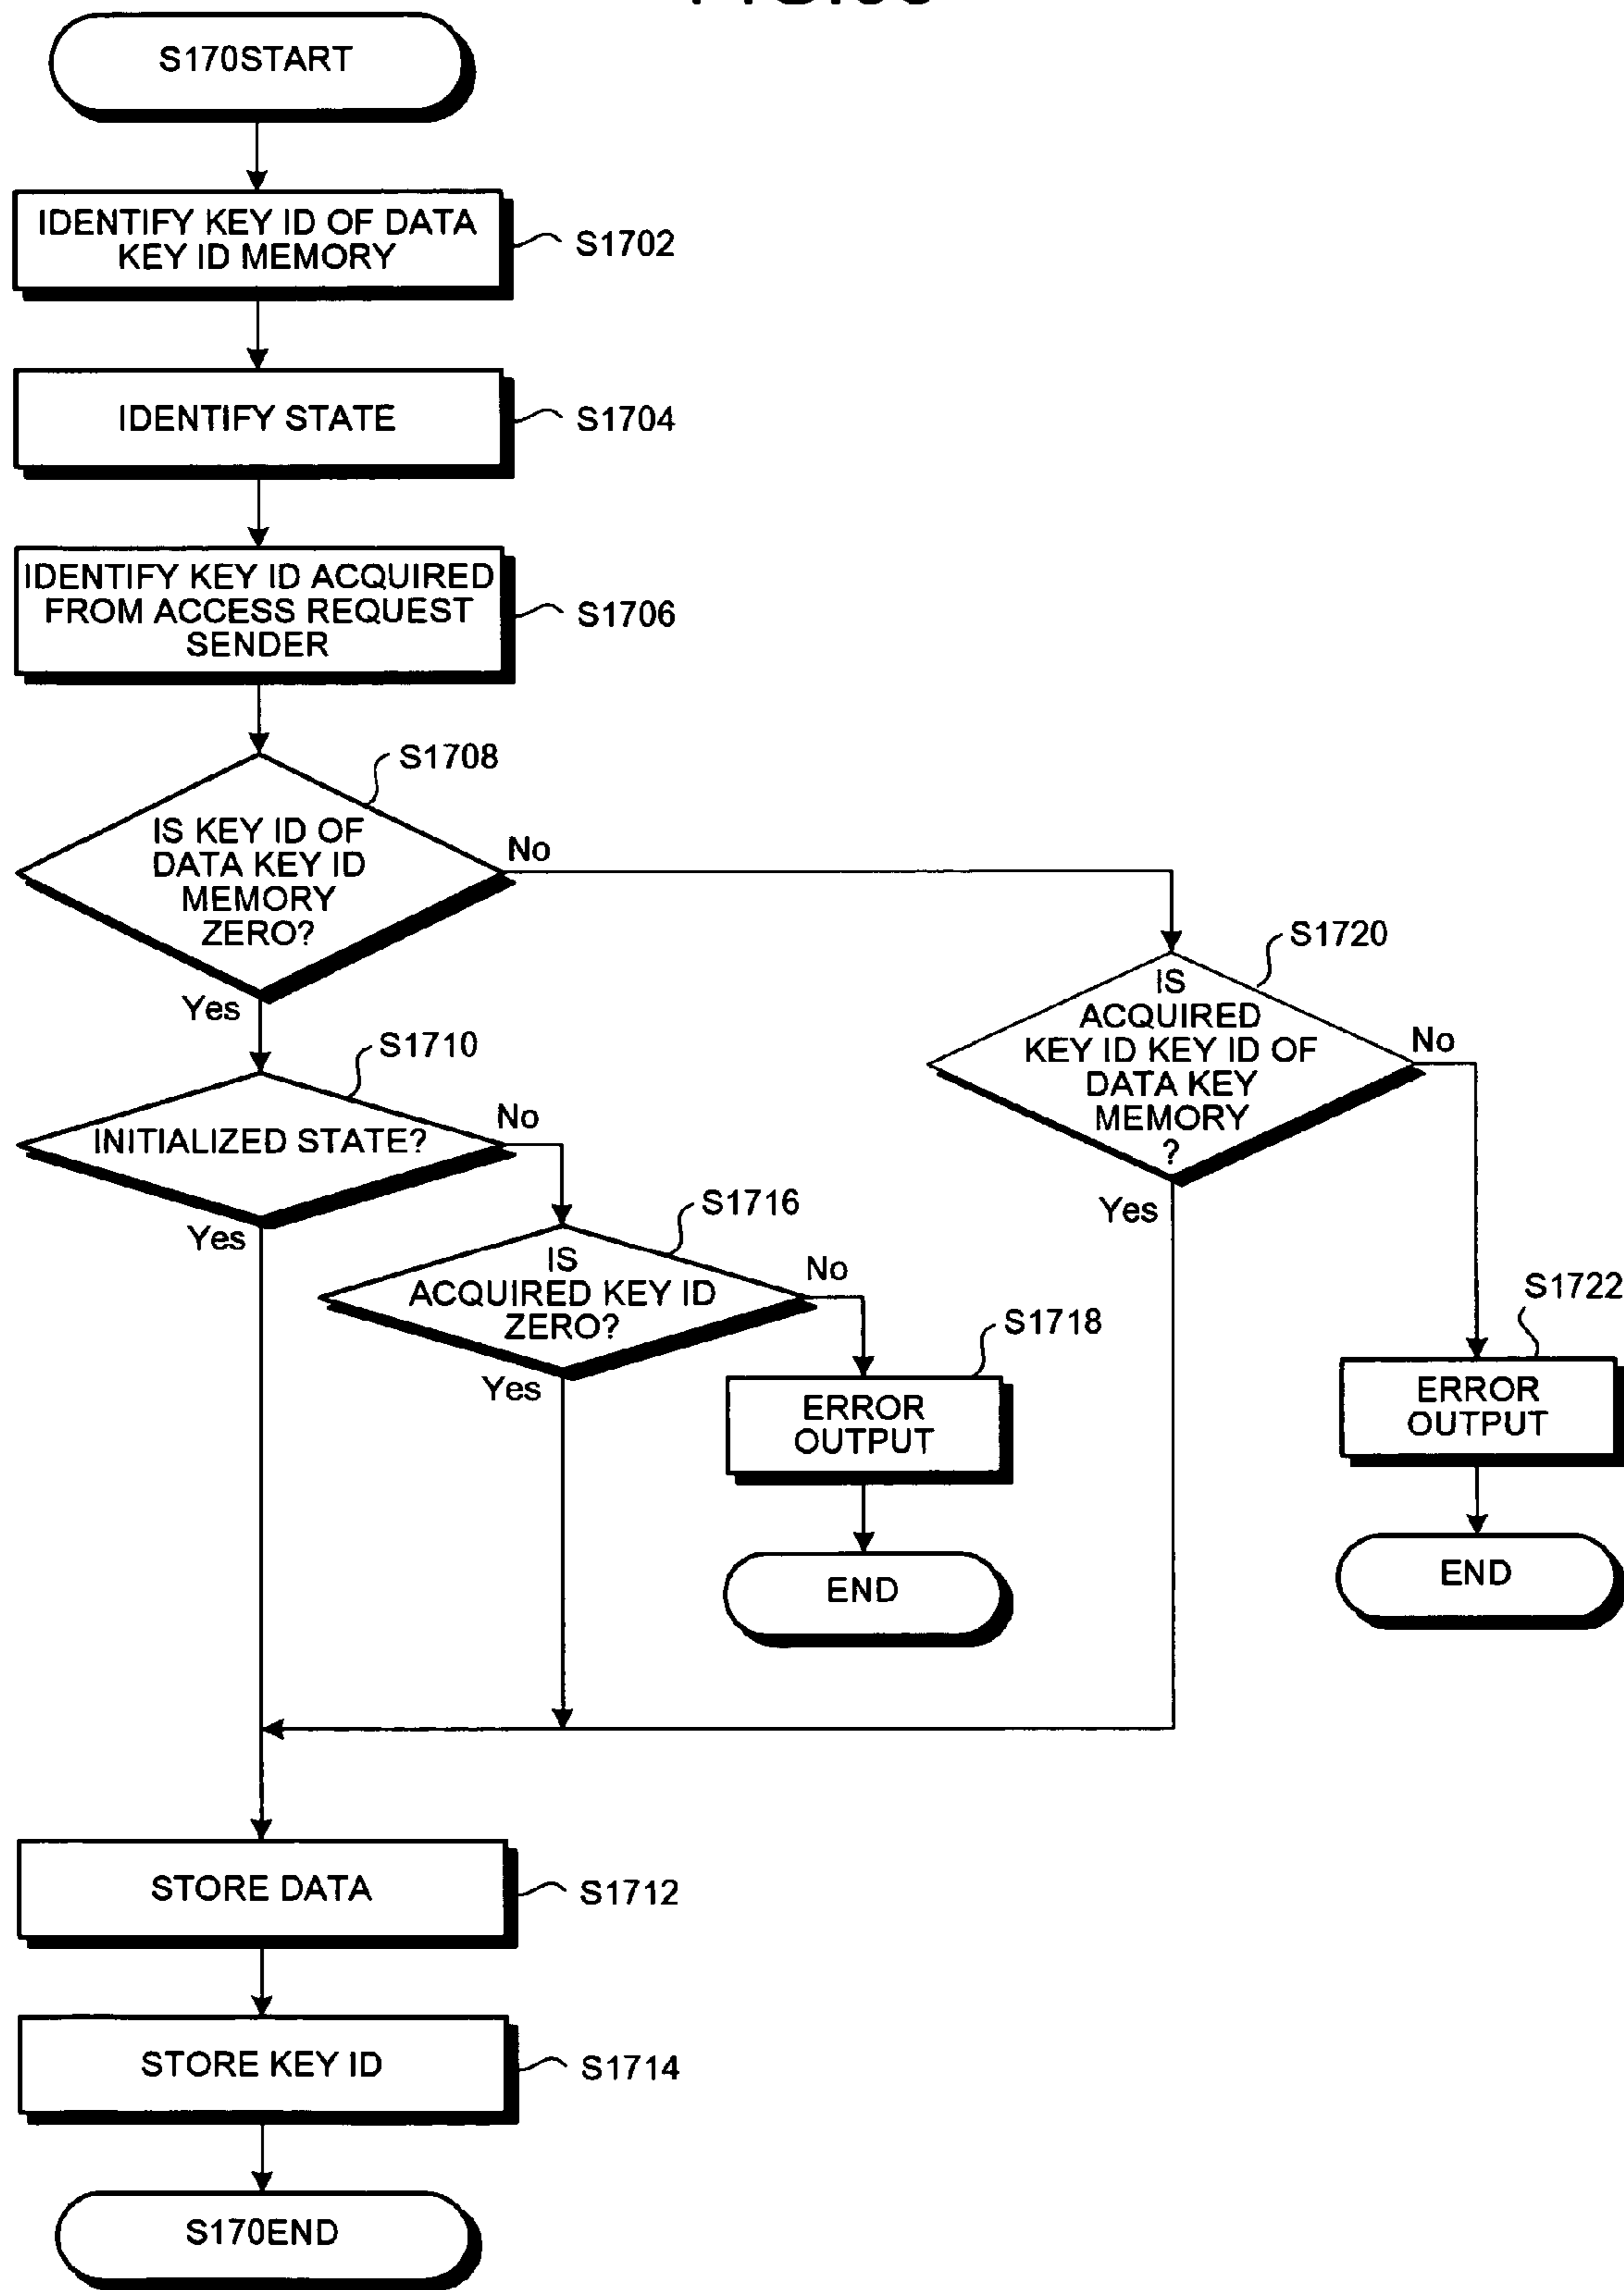 S170START
IDENTIFY KEY ID OF DATA
KEY ID MEMORY
S1702
IDENTIFY STATE
S1704
IDENTIFY KEY ID ACQUIRED
FROM ACCESS REQUEST
SENDER
S1706
S1708
IS KEY ID OF
DATA KEY ID
MEMORY
ZERO?
No
Yes
S1720
IS
ACQUIRED
KEY ID KEY ID OF
DATA KEY
MEMORY
?
No
Yes
S1710
INITIALIZED STATE?
No
Yes
S1716
IS
ACQUIRED KEY ID
ZERO?
No
Yes
S1718
ERROR
OUTPUT
END
S1722
ERROR
OUTPUT
END
STORE DATA
S1712
STORE KEY ID
S1714
S170END